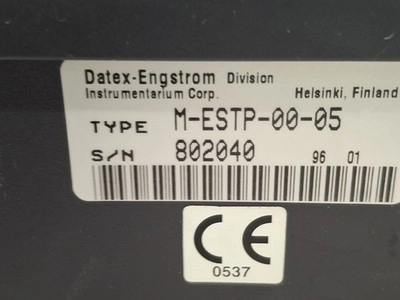 Datex-Engstrom Division
Instrumentarium Corp. Helsinki, Finland
TYPE M-ESTP-00-05
S/N 802040 96 01
CE
0537